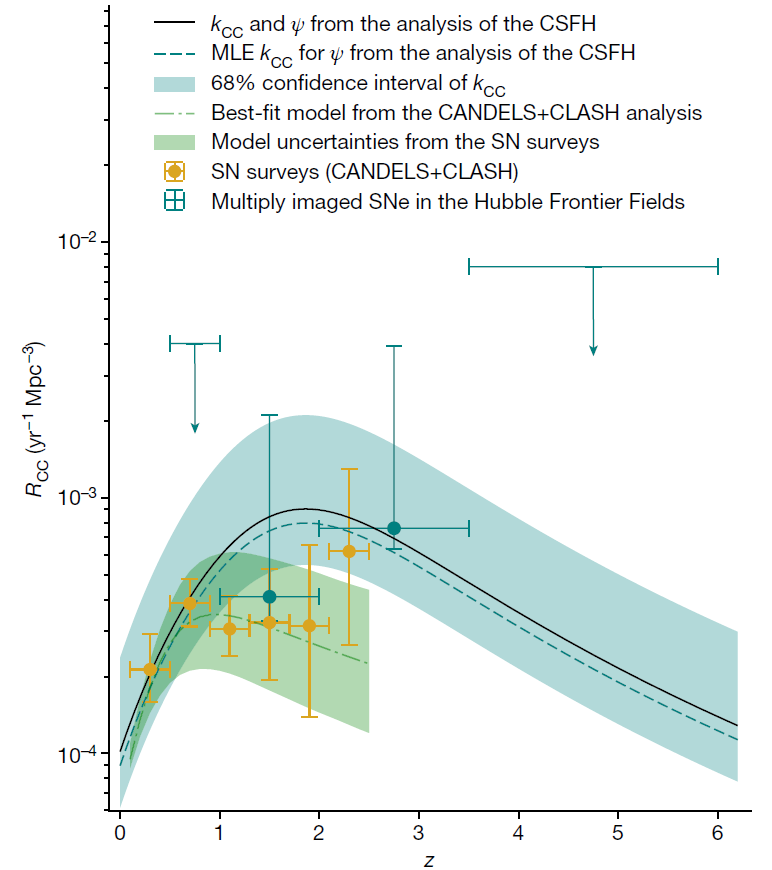 k_CC and ψ from the analysis of the CSFH
MLE k_CC for ψ from the analysis of the CSFH
68% confidence interval of k_CC
Best-fit model from the CANDELS+CLASH analysis
Model uncertainties from the SN surveys
SN surveys (CANDELS+CLASH)
Multiply imaged SNe in the Hubble Frontier Fields
10⁻²
10⁻³
10⁻⁴
R_CC (yr⁻¹ Mpc⁻³)
0 1 2 3 4 5 6
z